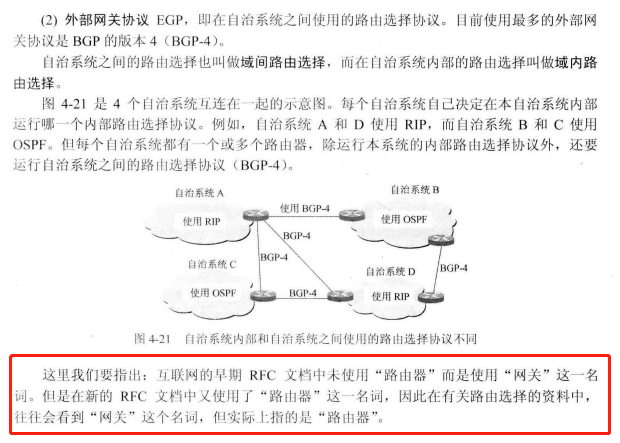 (2) 外部网关协议 EGP，即在自治系统之间使用的路由选择协议。目前使用最多的外部网
关协议是 BGP 的版本 4（BGP-4）。
自治系统之间的路由选择也叫做域间路由选择，而在自治系统内部的路由选择叫做域内路
由选择。
图 4-21 是 4 个自治系统互连在一起的示意图。每个自治系统自己决定在本自治系统内部
运行哪一个内部路由选择协议。例如，自治系统 A 和 D 使用 RIP，而自治系统 B 和 C 使用
OSPF。但每个自治系统都有一个或多个路由器，除运行本系统的内部路由选择协议外，还要
运行自治系统之间的路由选择协议（BGP-4）。
自治系统 A
自治系统 B
使用 RIP
使用 BGP-4
使用 OSPF
BGP-4
BGP-4
自治系统 C
自治系统 D
BGP-4
使用 OSPF
BGP-4
使用 RIP
图 4-21 自治系统内部和自治系统之间使用的路由选择协议不同
这里我们要指出：互联网的早期 RFC 文档中未使用“路由器”而是使用“网关”这一名
词。但是在新的 RFC 文档中又使用了“路由器”这一名词，因此在有关路由选择的资料中，
往往会看到“网关”这个名词，但实际上指的是“路由器”。